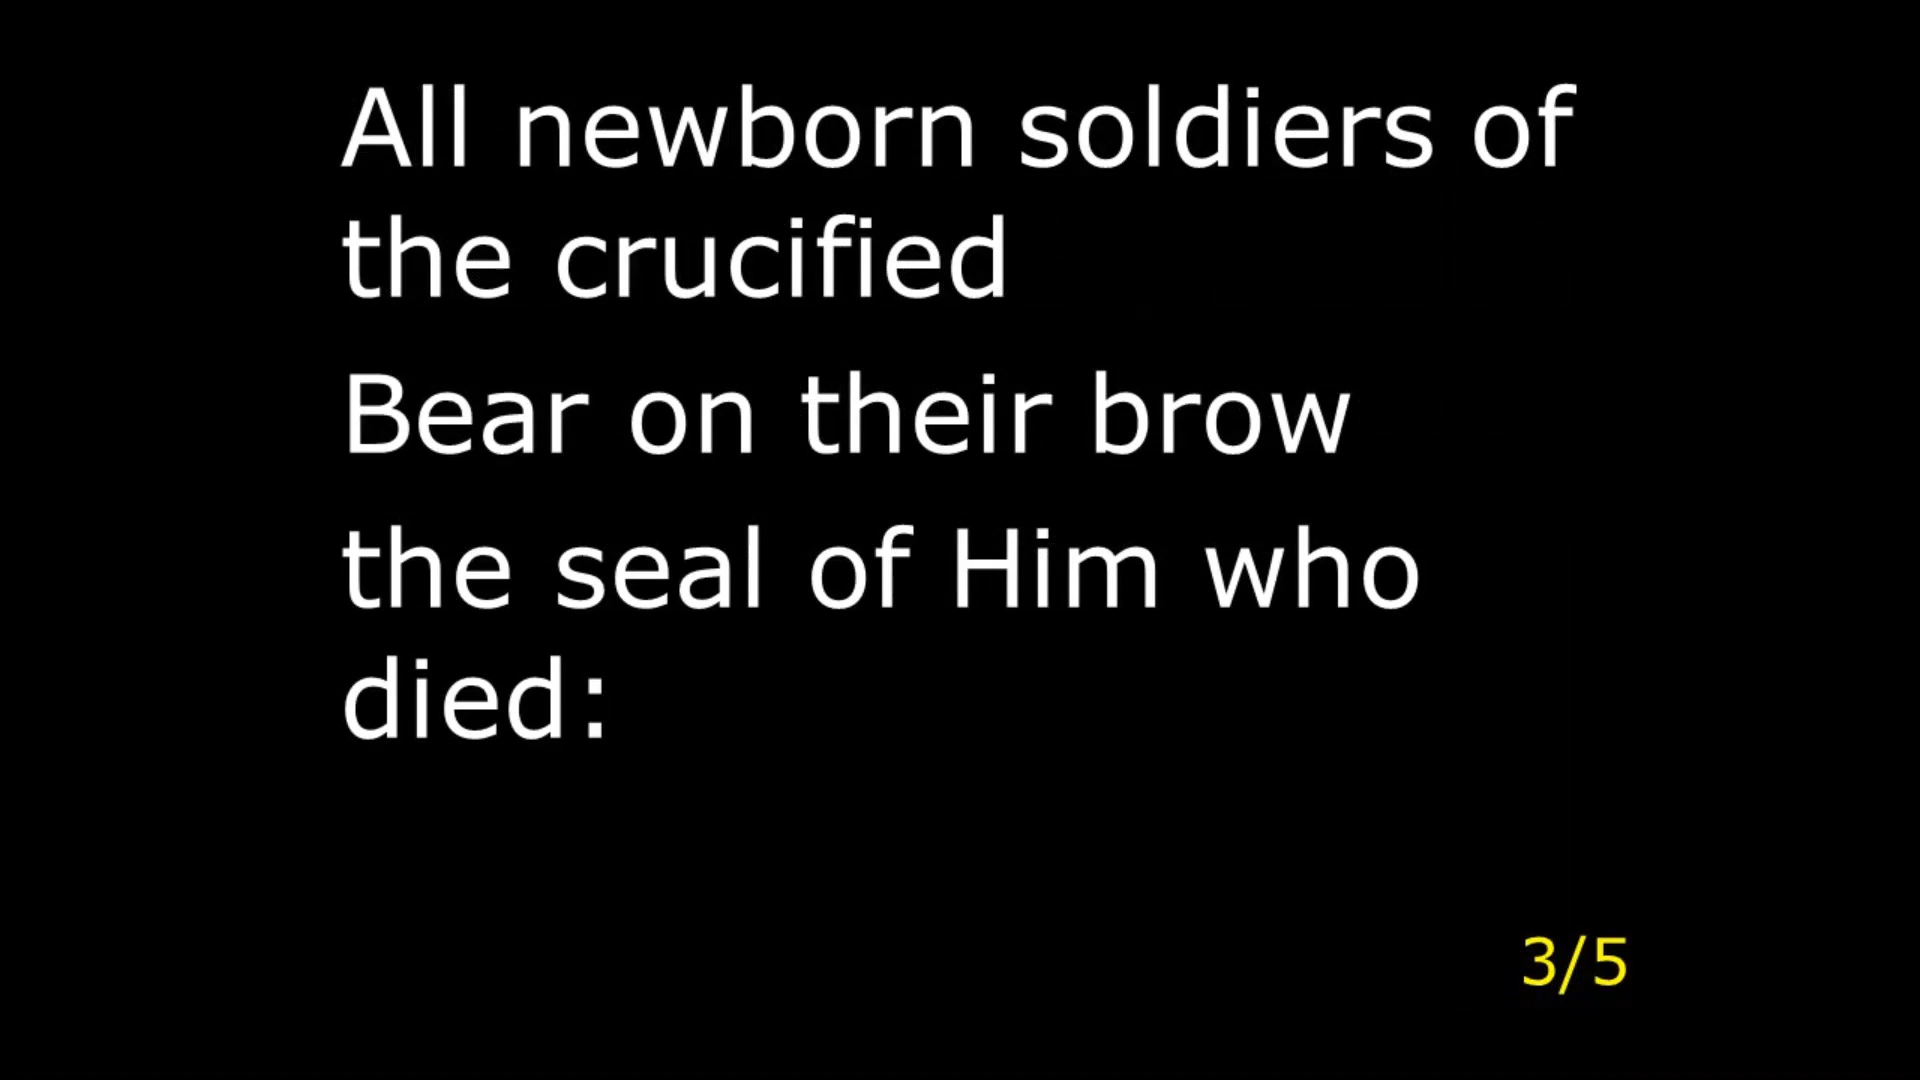 All newborn soldiers of
the crucified
Bear on their brow
the seal of Him who
died:
3/5